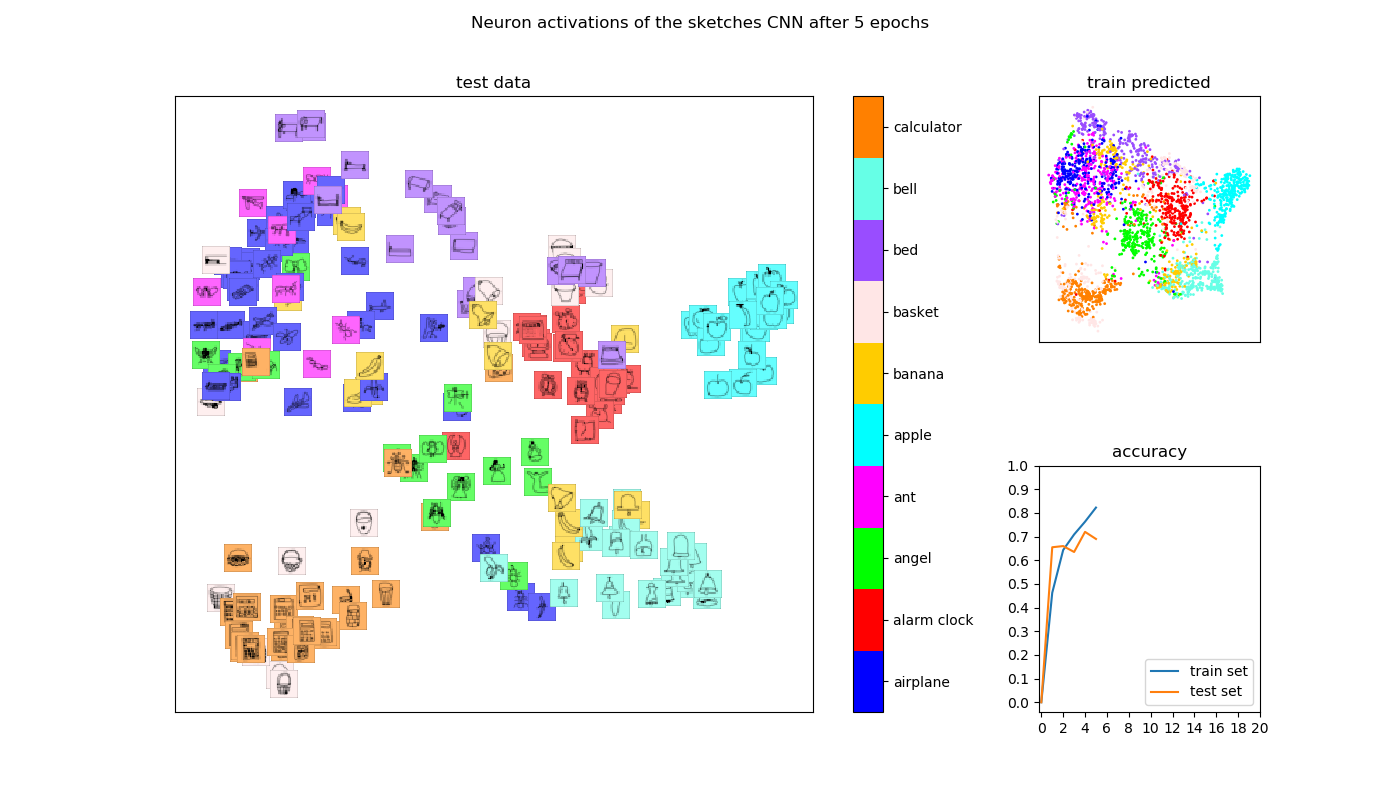 Neuron activations of the sketches CNN after 5 epochs
test data
calculator
bell
bed
basket
banana
apple
ant
angel
alarm clock
airplane
train predicted
accuracy
1.0
0.9
0.8
0.7
0.6
0.5
0.4
0.3
0.2
0.1
0.0
train set
test set
0 2 4 6 8 10 12 14 16 18 20